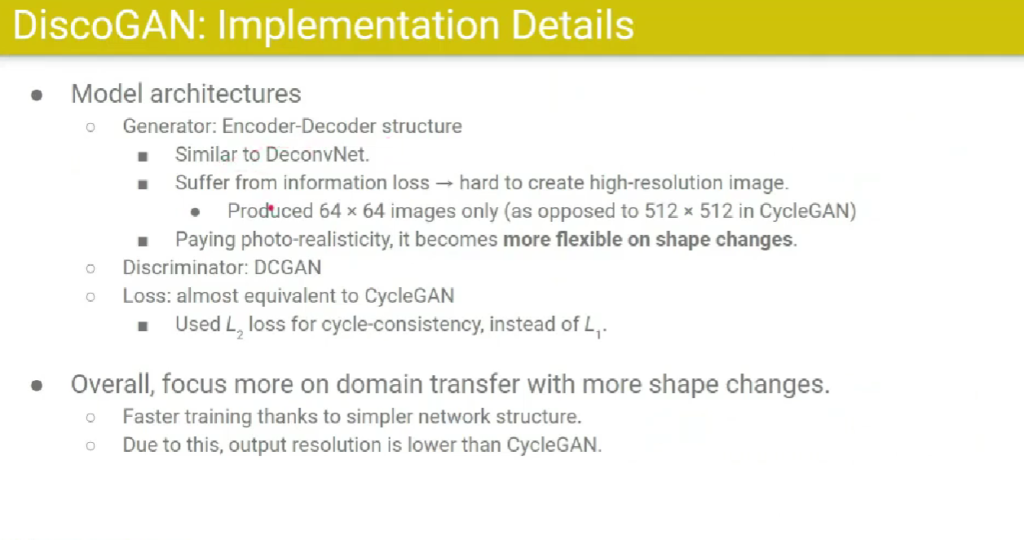 DiscoGAN: Implementation Details
● Model architectures
○ Generator: Encoder-Decoder structure
■ Similar to DeconvNet.
■ Suffer from information loss → hard to create high-resolution image.
● Produced 64 × 64 images only (as opposed to 512 × 512 in CycleGAN)
■ Paying photo-realisticity, it becomes more flexible on shape changes.
○ Discriminator: DCGAN
○ Loss: almost equivalent to CycleGAN
■ Used L₂ loss for cycle-consistency, instead of L₁.
● Overall, focus more on domain transfer with more shape changes.
○ Faster training thanks to simpler network structure.
○ Due to this, output resolution is lower than CycleGAN.